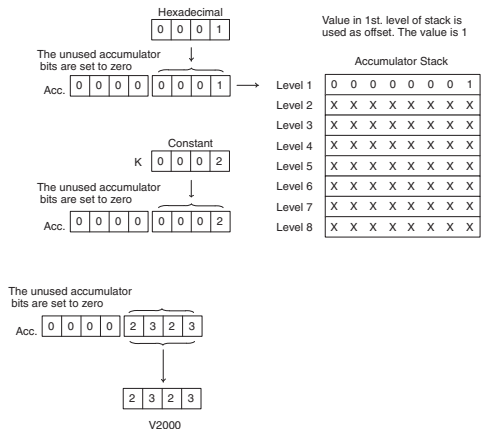 Hexadecimal
0 0 0 1
Value in 1st. level of stack is
used as offset. The value is 1
The unused accumulator
bits are set to zero
Acc. 0 0 0 0 0 0 0 1
Accumulator Stack
Level 1 0 0 0 0 0 0 0 1
Level 2 X X X X X X X X
Level 3 X X X X X X X X
Level 4 X X X X X X X X
Level 5 X X X X X X X X
Level 6 X X X X X X X X
Level 7 X X X X X X X X
Level 8 X X X X X X X X
Constant
K 0 0 0 2
The unused accumulator
bits are set to zero
Acc. 0 0 0 0 0 0 0 2
The unused accumulator
bits are set to zero
Acc. 0 0 0 0 2 3 2 3
2 3 2 3
V2000